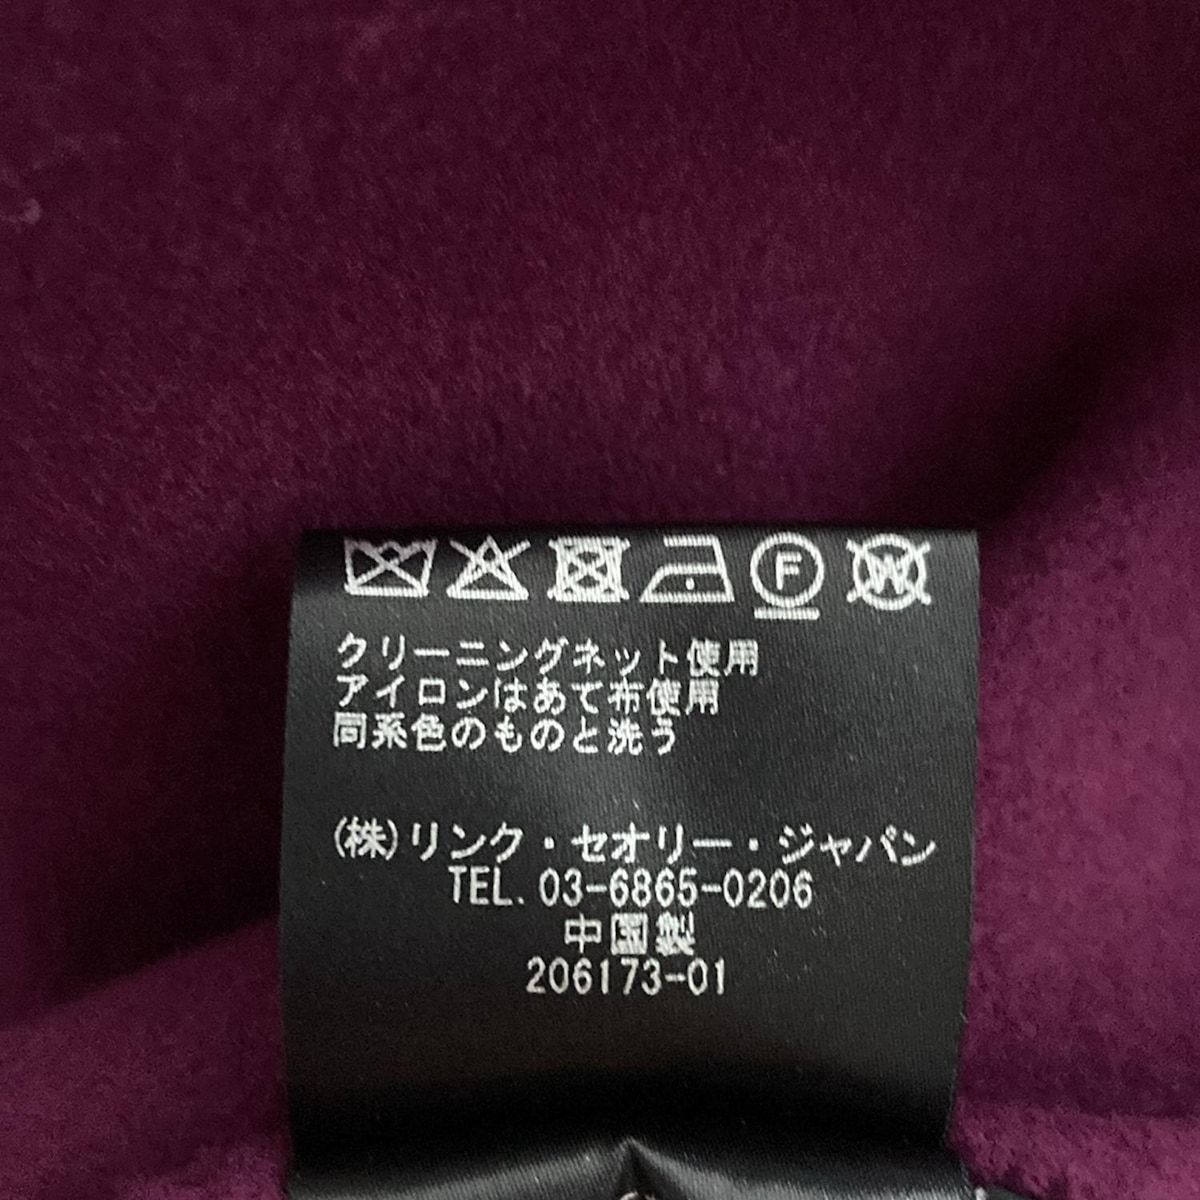 F W
クリーニングネット使用
アイロンはあて布使用
同系色のものと洗う
(株)リンク・セオリー・ジャパン
TEL. 03-6865-0206
中国製
206173-01